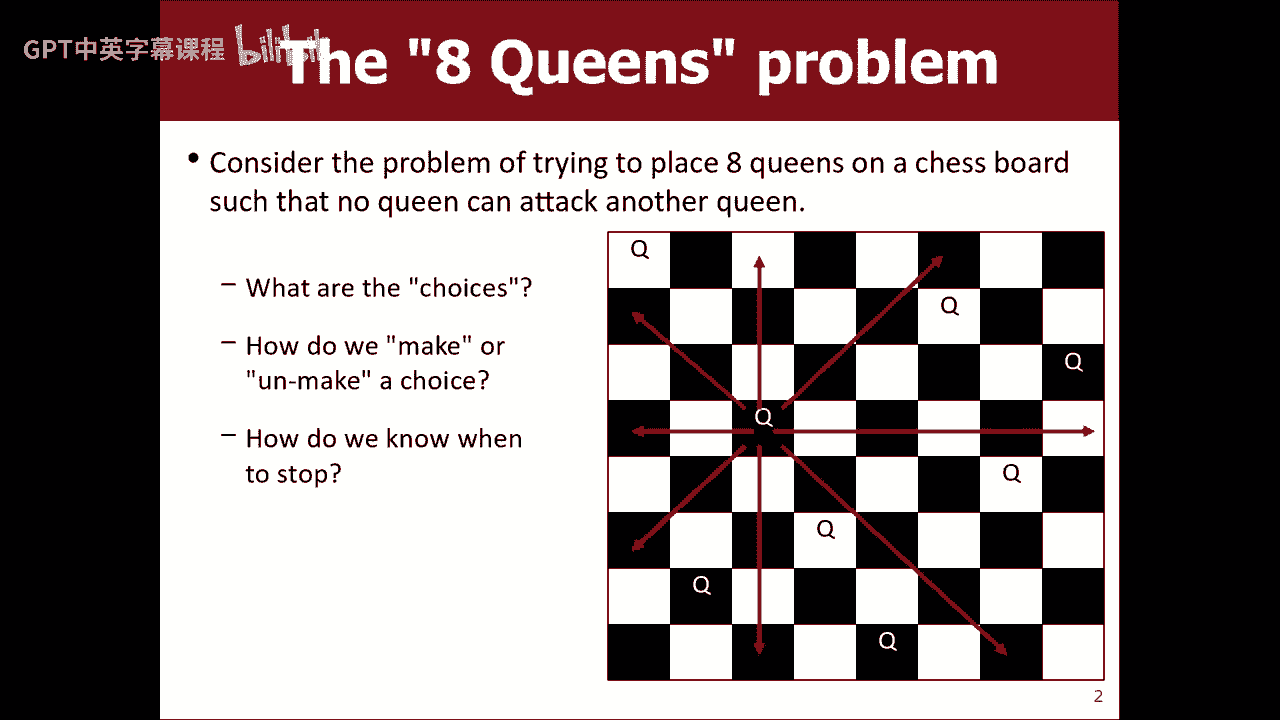 GPT中英字幕课程 bilibili
The "8 Queens" problem
• Consider the problem of trying to place 8 queens on a chess board
such that no queen can attack another queen.
– What are the "choices"?
– How do we "make" or
"un-make" a choice?
– How do we know when
to stop?
Q
Q
Q
Q
Q
Q
Q
Q
2